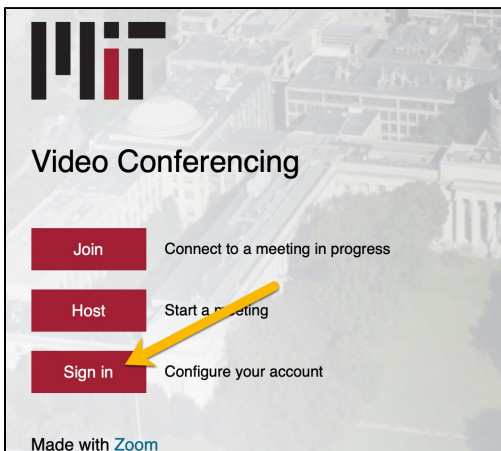 MIT
Video Conferencing
Join Connect to a meeting in progress
Host Start a meeting
Sign in Configure your account
Made with Zoom